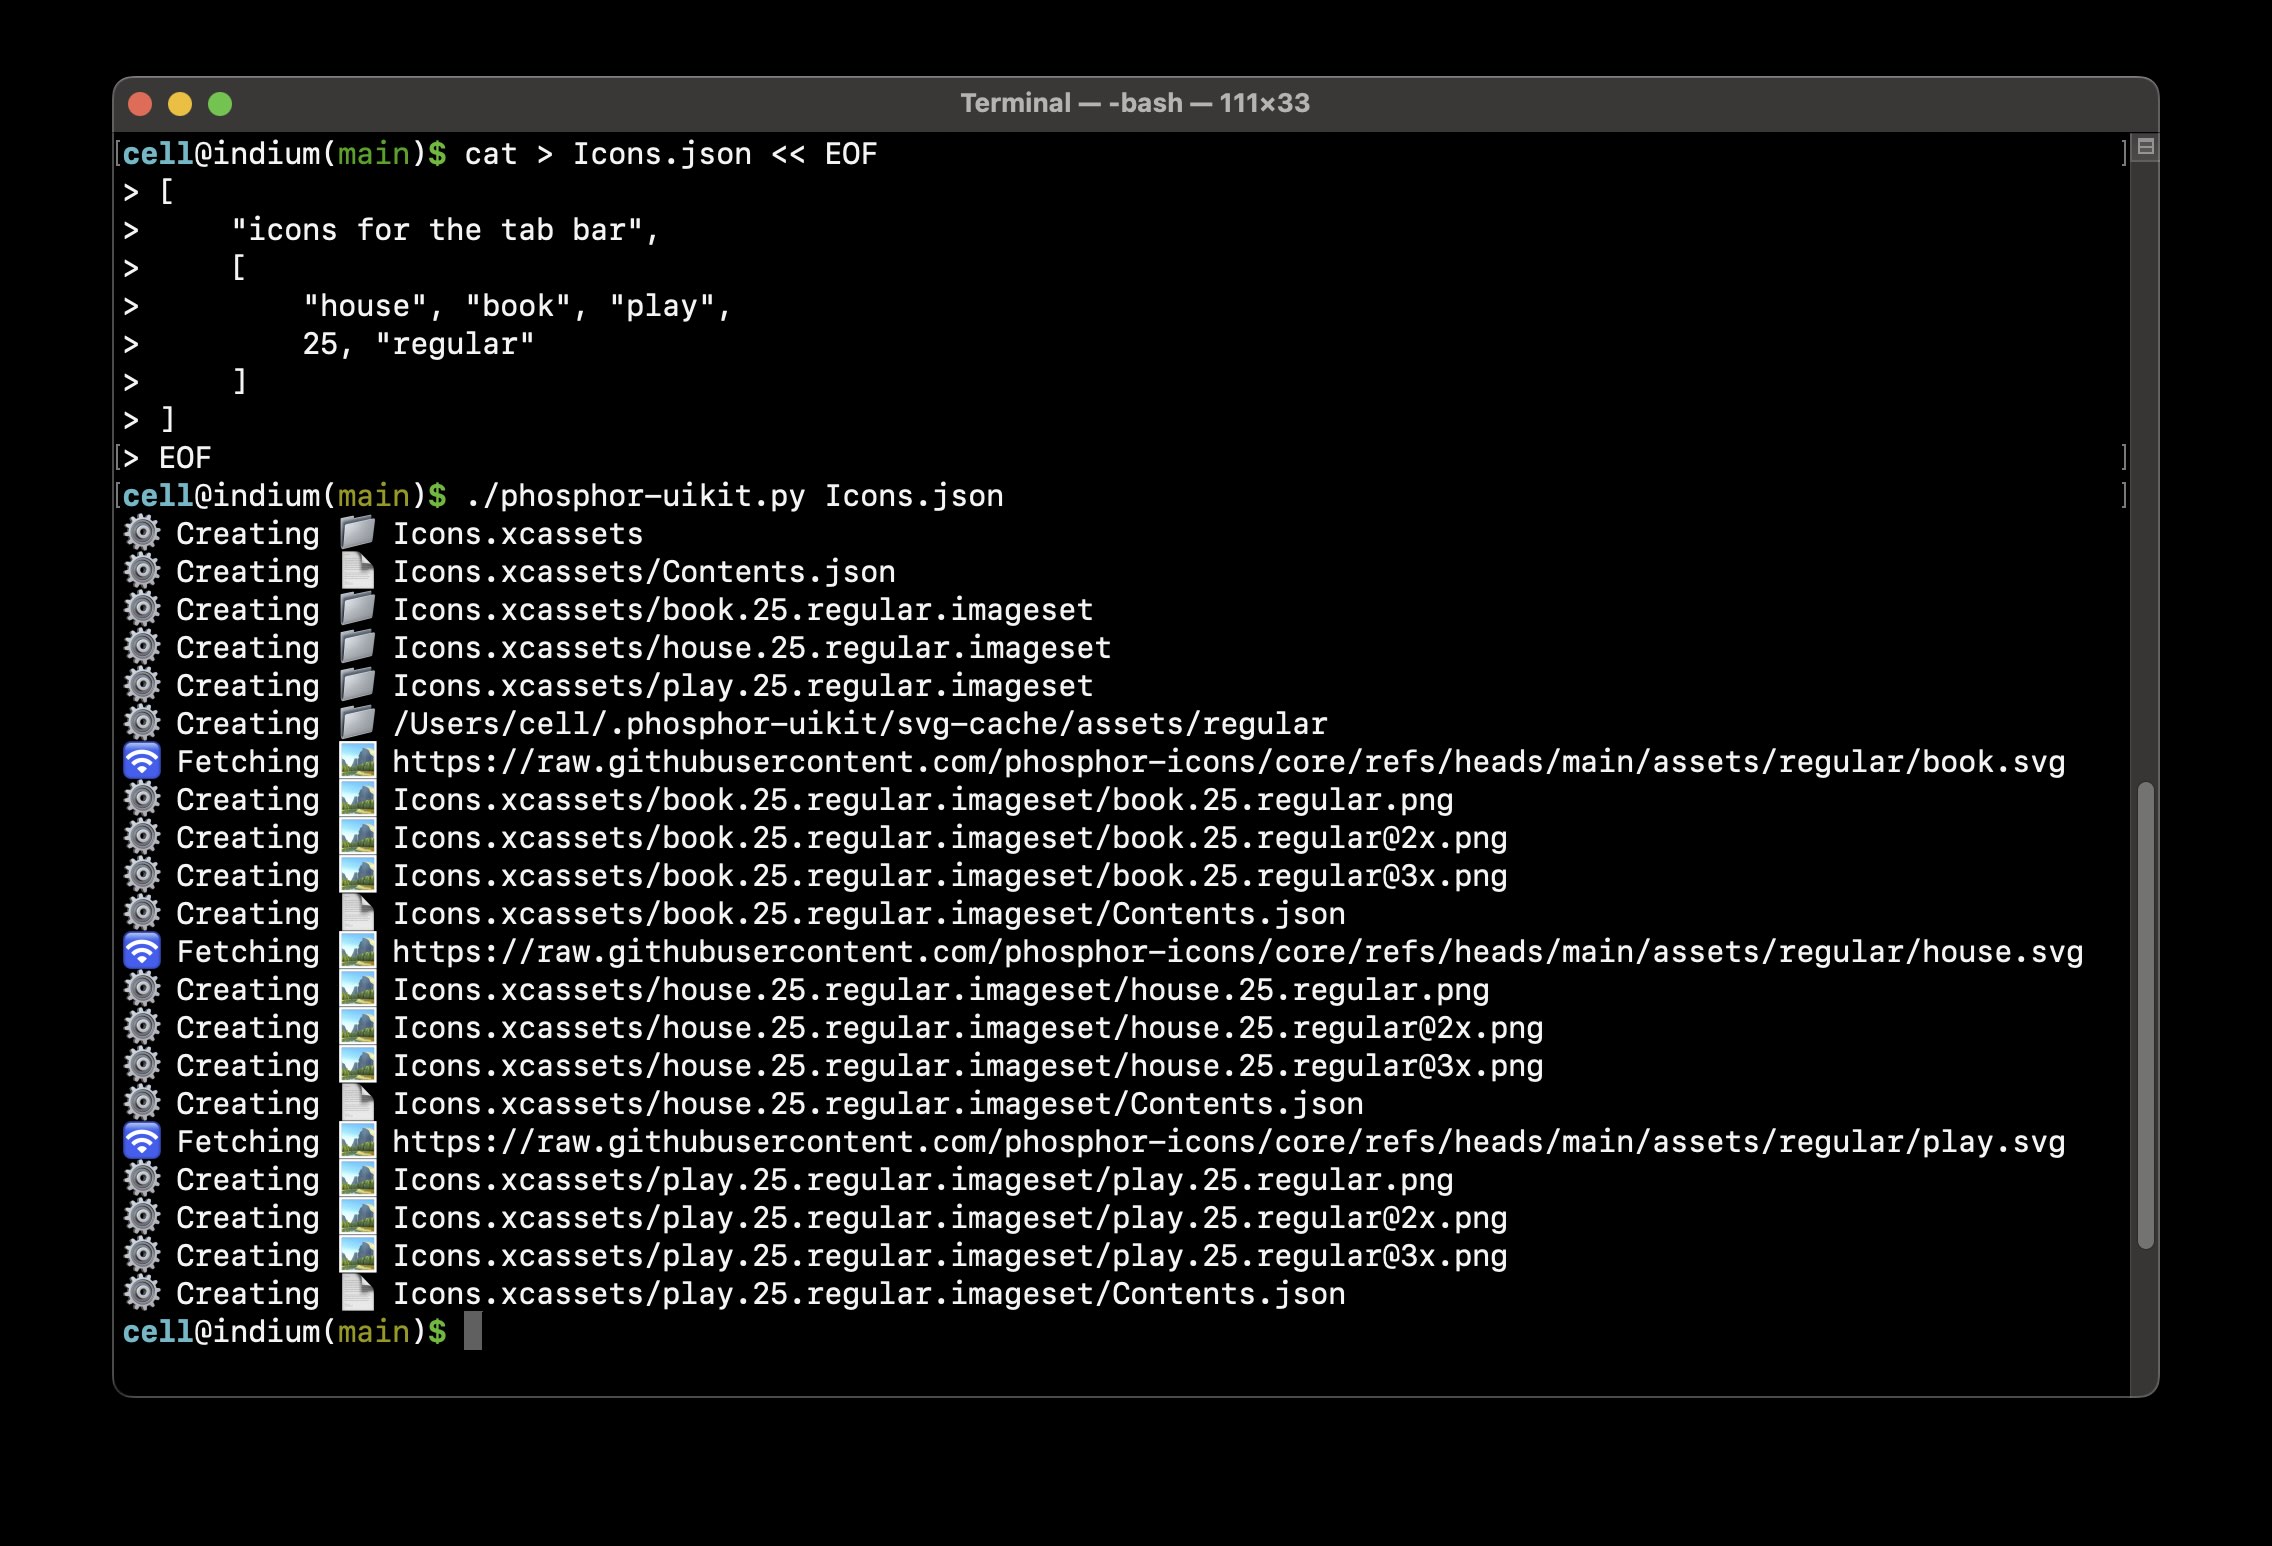 Terminal — -bash — 111×33
cell@indium(main)$ cat > Icons.json << EOF
> [
>     "icons for the tab bar",
>     [
>         "house", "book", "play",
>         25, "regular"
>     ]
> ]
> EOF
cell@indium(main)$ ./phosphor-uikit.py Icons.json
Creating Icons.xcassets
Creating Icons.xcassets/Contents.json
Creating Icons.xcassets/book.25.regular.imageset
Creating Icons.xcassets/house.25.regular.imageset
Creating Icons.xcassets/play.25.regular.imageset
Creating /Users/cell/.phosphor-uikit/svg-cache/assets/regular
Fetching https://raw.githubusercontent.com/phosphor-icons/core/refs/heads/main/assets/regular/book.svg
Creating Icons.xcassets/book.25.regular.imageset/book.25.regular.png
Creating Icons.xcassets/book.25.regular.imageset/book.25.regular@2x.png
Creating Icons.xcassets/book.25.regular.imageset/book.25.regular@3x.png
Creating Icons.xcassets/book.25.regular.imageset/Contents.json
Fetching https://raw.githubusercontent.com/phosphor-icons/core/refs/heads/main/assets/regular/house.svg
Creating Icons.xcassets/house.25.regular.imageset/house.25.regular.png
Creating Icons.xcassets/house.25.regular.imageset/house.25.regular@2x.png
Creating Icons.xcassets/house.25.regular.imageset/house.25.regular@3x.png
Creating Icons.xcassets/house.25.regular.imageset/Contents.json
Fetching https://raw.githubusercontent.com/phosphor-icons/core/refs/heads/main/assets/regular/play.svg
Creating Icons.xcassets/play.25.regular.imageset/play.25.regular.png
Creating Icons.xcassets/play.25.regular.imageset/play.25.regular@2x.png
Creating Icons.xcassets/play.25.regular.imageset/play.25.regular@3x.png
Creating Icons.xcassets/play.25.regular.imageset/Contents.json
cell@indium(main)$